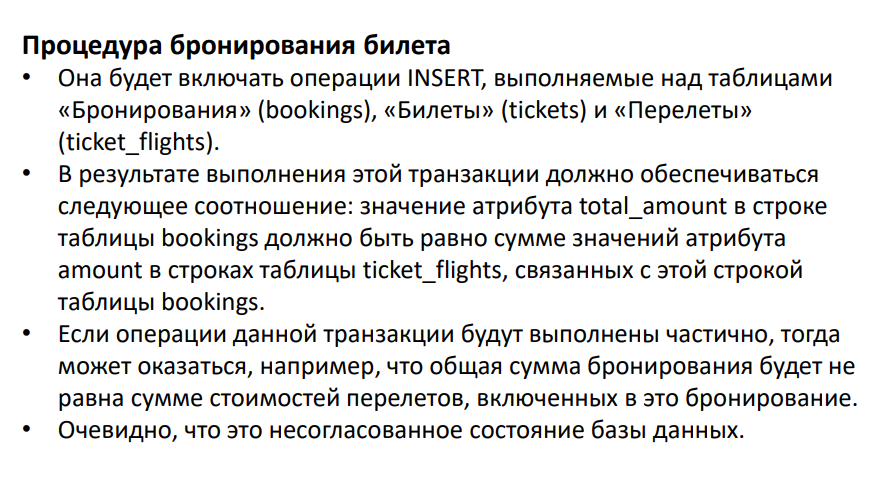 Процедура бронирования билета
• Она будет включать операции INSERT, выполняемые над таблицами
«Бронирования» (bookings), «Билеты» (tickets) и «Перелеты»
(ticket_flights).
• В результате выполнения этой транзакции должно обеспечиваться
следующее соотношение: значение атрибута total_amount в строке
таблицы bookings должно быть равно сумме значений атрибута
amount в строках таблицы ticket_flights, связанных с этой строкой
таблицы bookings.
• Если операции данной транзакции будут выполнены частично, тогда
может оказаться, например, что общая сумма бронирования будет не
равна сумме стоимостей перелетов, включенных в это бронирование.
• Очевидно, что это несогласованное состояние базы данных.